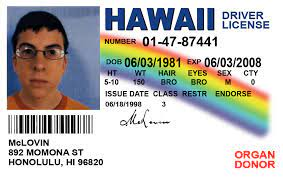 HAWAII DRIVER LICENSE
NUMBER 01-47-87441
DOB 06/03/1981 EXP 06/03/2008
HT WT HAIR EYES SEX CTY
5-10 150 BRO BRO M 0
ISSUE DATE CLASS RESTR ENDORSE
06/18/1998 3
McLovin
McLOVIN
892 MOMONA ST
HONOLULU, HI 96820
ORGAN
DONOR